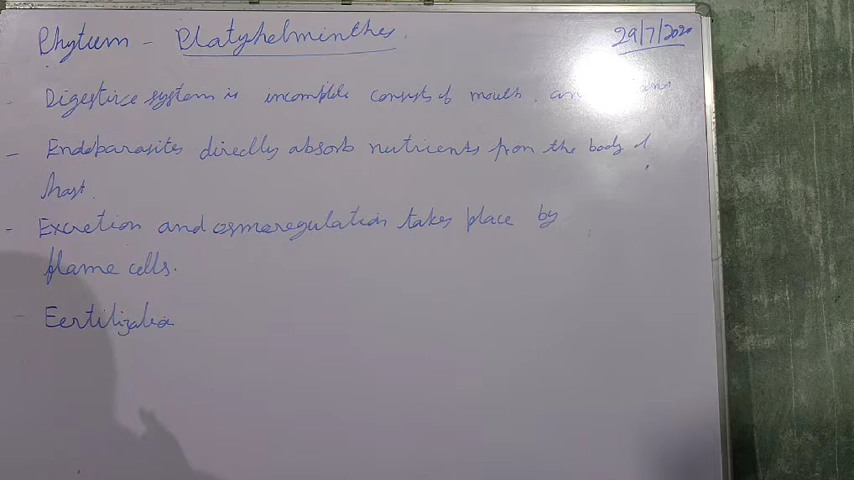 Phylum - Platyhelminthes.
29/7/2020
- Digestive system is incomplete consists of mouth. an
- Endoparasites directly absorb nutrients from the body of
host.
- Excretion and osmoregulation takes place by
flame cells.
- Fertilization